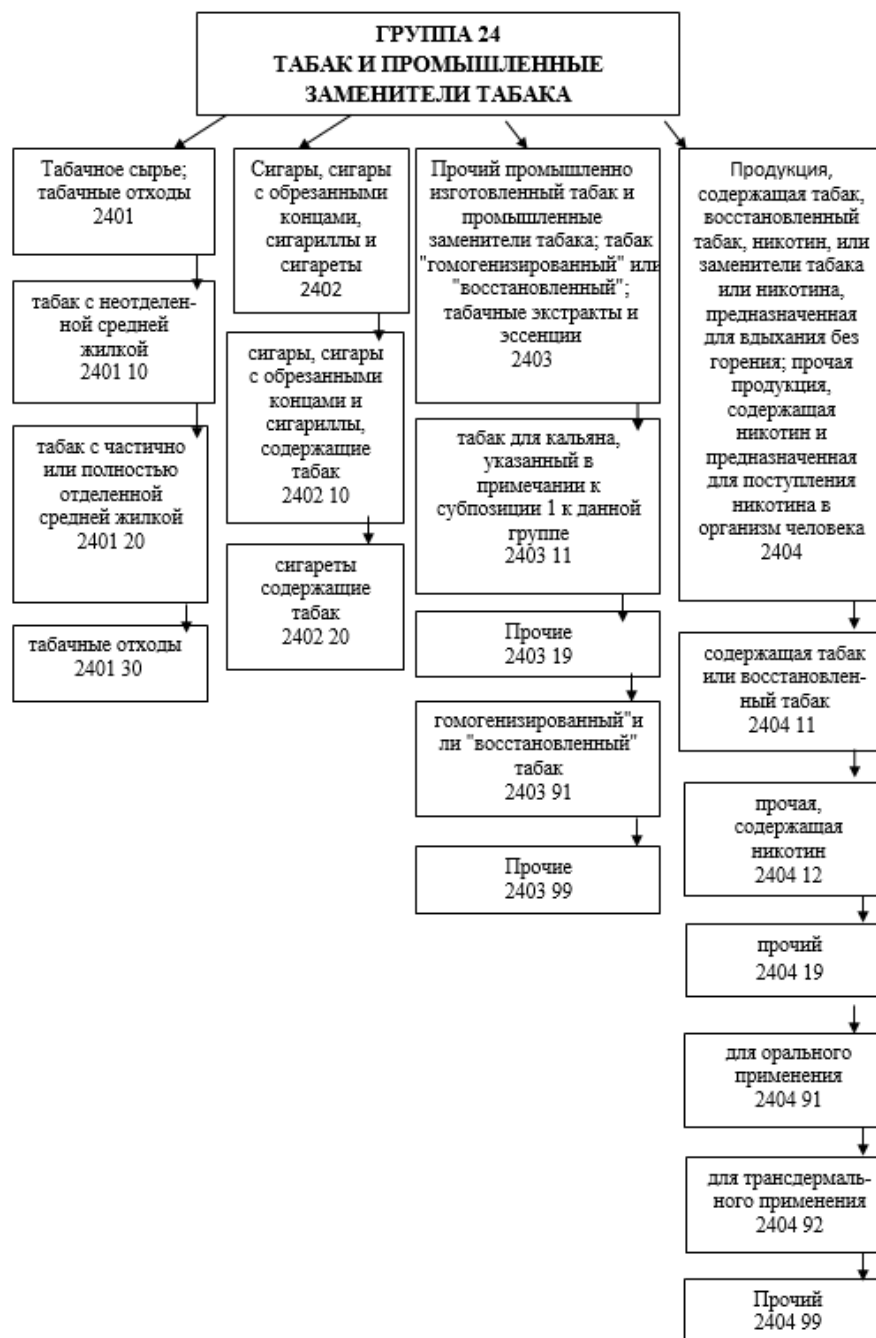 ГРУППА 24
ТАБАК И ПРОМЫШЛЕННЫЕ
ЗАМЕНИТЕЛИ ТАБАКА
Табачное сырье;
табачные отходы
2401
табак с неотделен-
ной средней
жилкой
2401 10
табак с частично
или полностью
отделенной
средней жилкой
2401 20
табачные отходы
2401 30
Сигары, сигары
с обрезанными
концами,
сигариллы и
сигареты
2402
сигары, сигары
с обрезанными
концами и
сигариллы,
содержащие
табак
2402 10
сигареты
содержащие
табак
2402 20
Прочий промышленно
изготовленный табак и
промышленные
заменители табака; табак
"гомогенизированный" или
"восстановленный";
табачные экстракты и
эссенции
2403
табак для кальяна,
указанный в
примечании к
субпозиции 1 к данной
группе
2403 11
Прочие
2403 19
гомогенизированный"и
ли "восстановленный"
табак
2403 91
Прочие
2403 99
Продукция,
содержащая табак,
восстановленный
табак, никотин, или
заменители табака
или никотина,
предназначенная
для вдыхания без
горения; прочая
продукция,
содержащая
никотин и
предназначенная
для поступления
никотина в
организм человека
2404
содержащая табак
или восстановлен-
ный табак
2404 11
прочая,
содержащая
никотин
2404 12
прочий
2404 19
для орального
применения
2404 91
для трансдермаль-
ного применения
2404 92
Прочий
2404 99